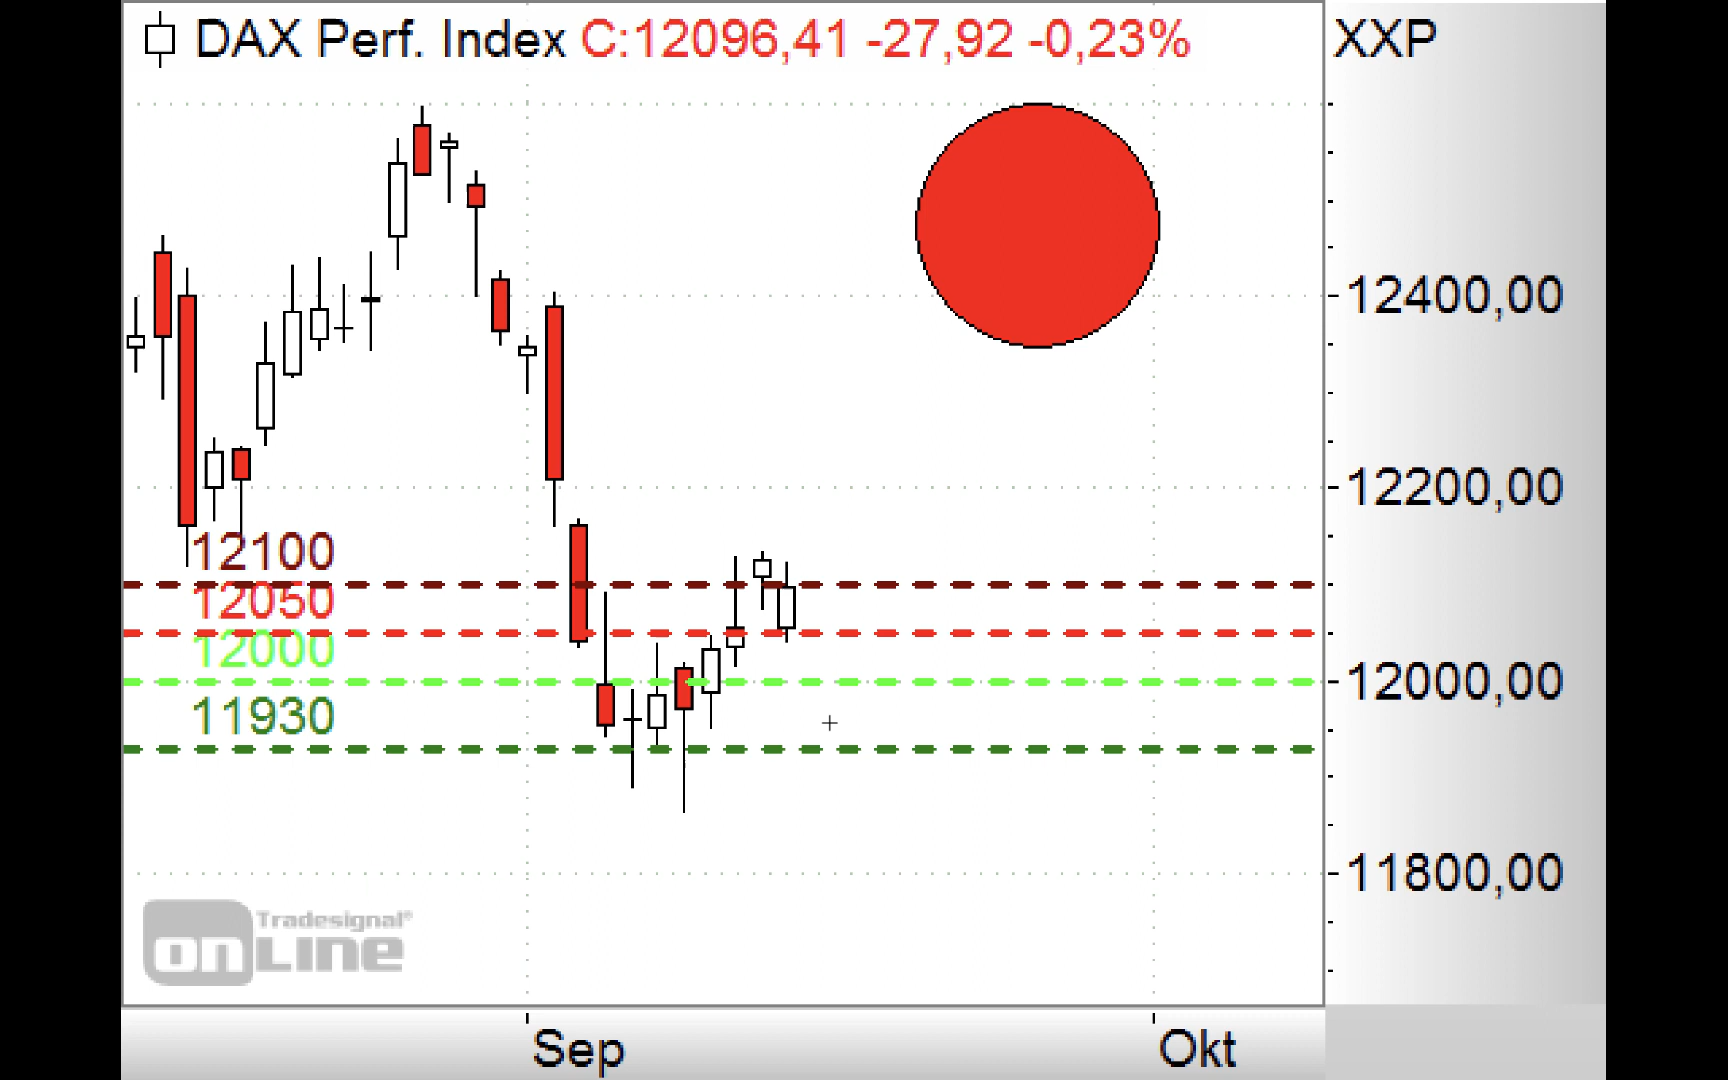 DAX Perf. Index C:12096,41 -27,92 -0,23%
XXP
12400,00
12200,00
12100
12050
12000
12000,00
11930
11800,00
Tradesignal®
onLine
Sep
Okt